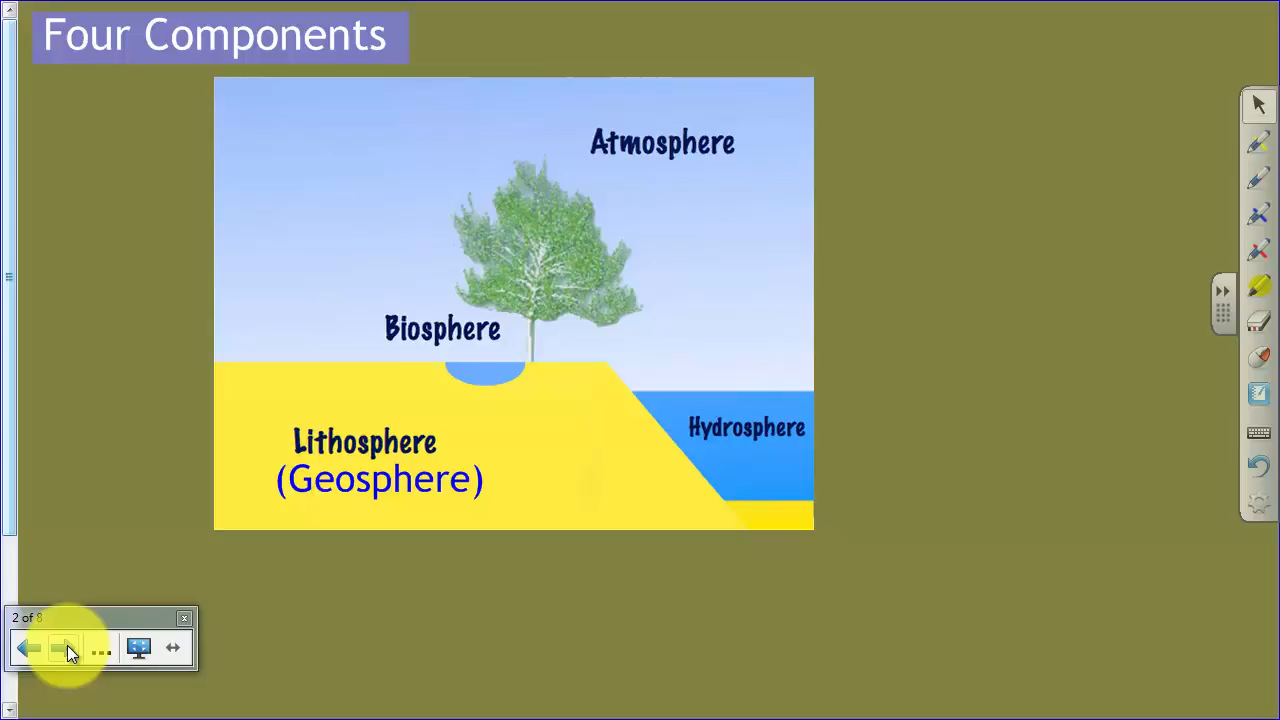 Four Components
Atmosphere
Biosphere
Hydrosphere
Lithosphere
(Geosphere)
2 of 8